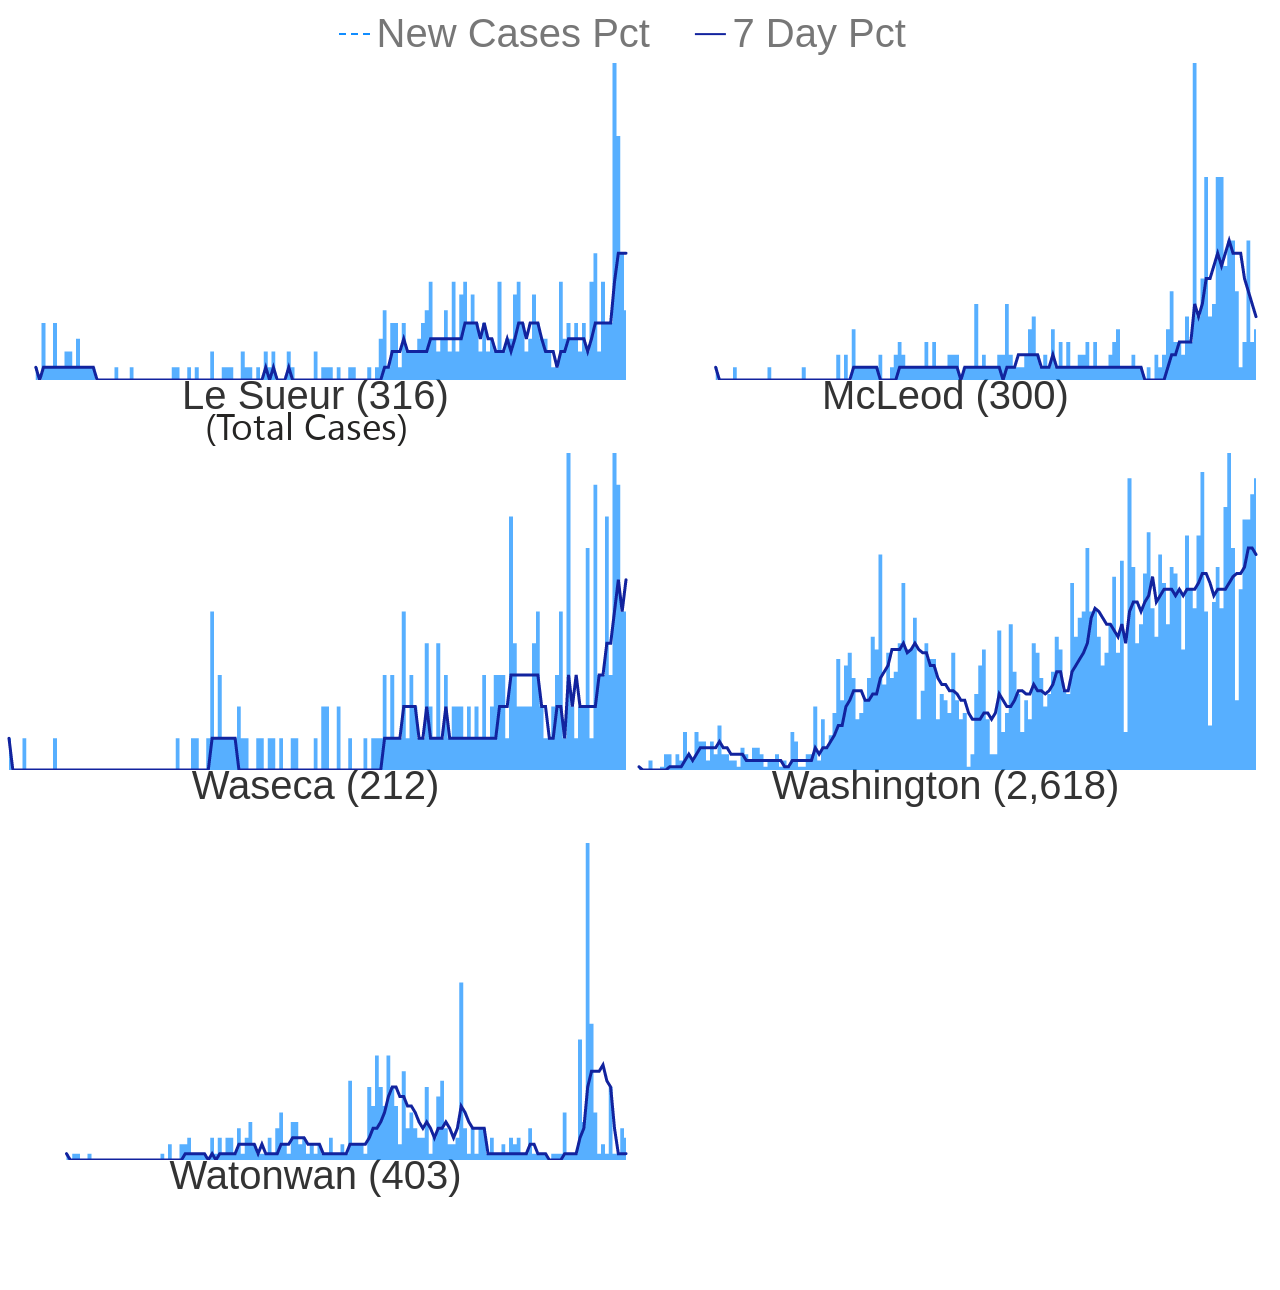 New Cases Pct 7 Day Pct
Le Sueur (316) McLeod (300)
(Total Cases)
Waseca (212) Washington (2,618)
Watonwan (403)